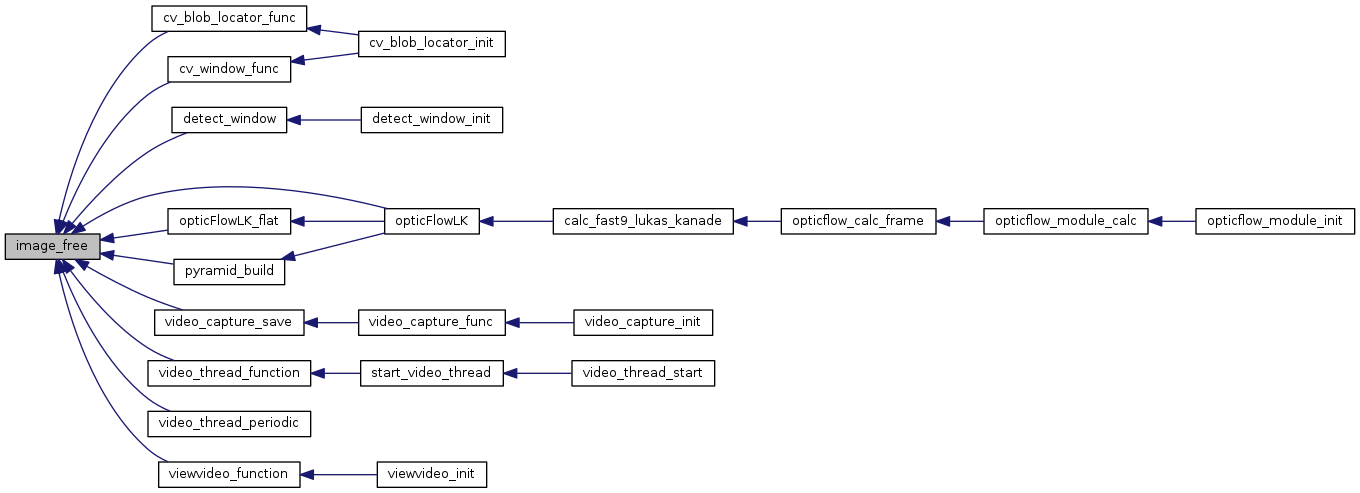 cv_blob_locator_func
cv_blob_locator_init
cv_window_func
detect_window
detect_window_init
opticFlowLK_flat
opticFlowLK
calc_fast9_lukas_kanade
opticflow_calc_frame
opticflow_module_calc
opticflow_module_init
image_free
pyramid_build
video_capture_save
video_capture_func
video_capture_init
video_thread_function
start_video_thread
video_thread_start
video_thread_periodic
viewvideo_function
viewvideo_init